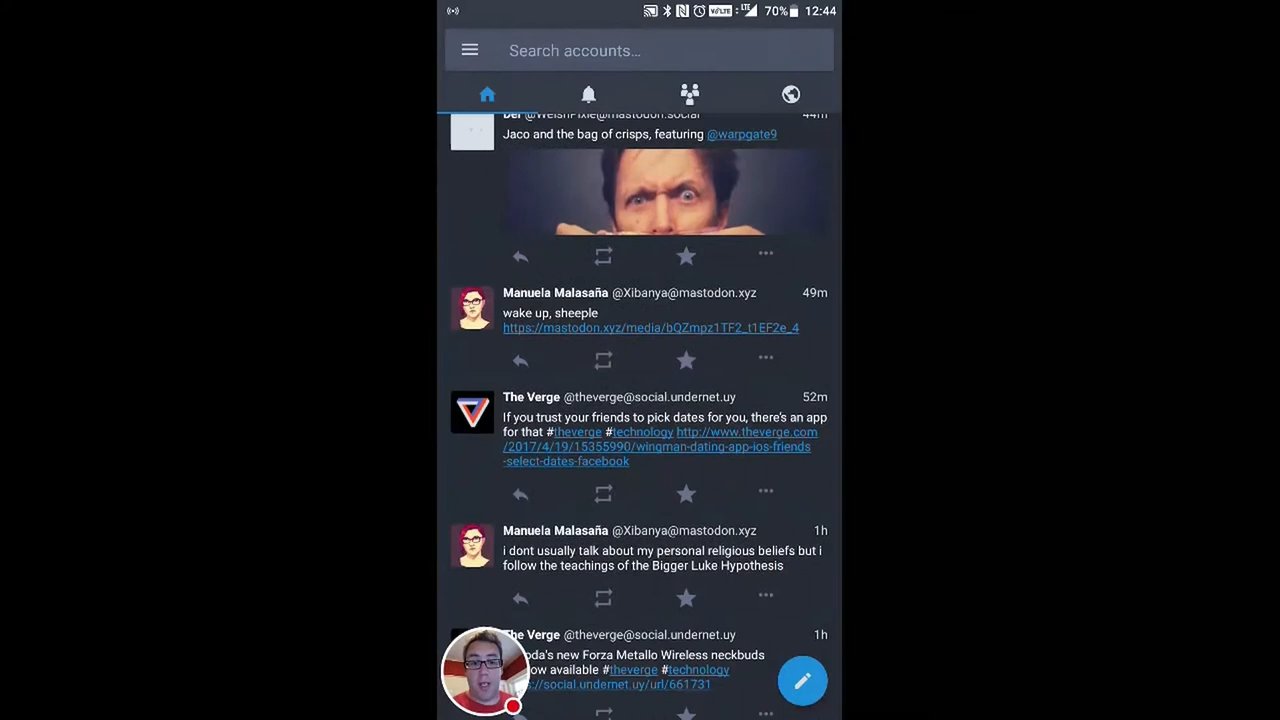 LTE 70% 12:44
Search accounts...
@WelshPixie@mastodon.social 44m
Jaco and the bag of crisps, featuring @warpgate9
Manuela Malasaña @Xibanya@mastodon.xyz 49m
wake up, sheeple
https://mastodon.xyz/media/bQZmpz1TF2_t1EF2e_4
The Verge @theverge@social.undernet.uy 52m
If you trust your friends to pick dates for you, there's an app
for that #theverge #technology http://www.theverge.com
/2017/4/19/15355990/wingman-dating-app-ios-friends
-select-dates-facebook
Manuela Malasaña @Xibanya@mastodon.xyz 1h
i dont usually talk about my personal religious beliefs but i
follow the teachings of the Bigger Luke Hypothesis
The Verge @theverge@social.undernet.uy 1h
oda's new Forza Metallo Wireless neckbuds
ow available #theverge #technology
s://social.undernet.uy/url/661731